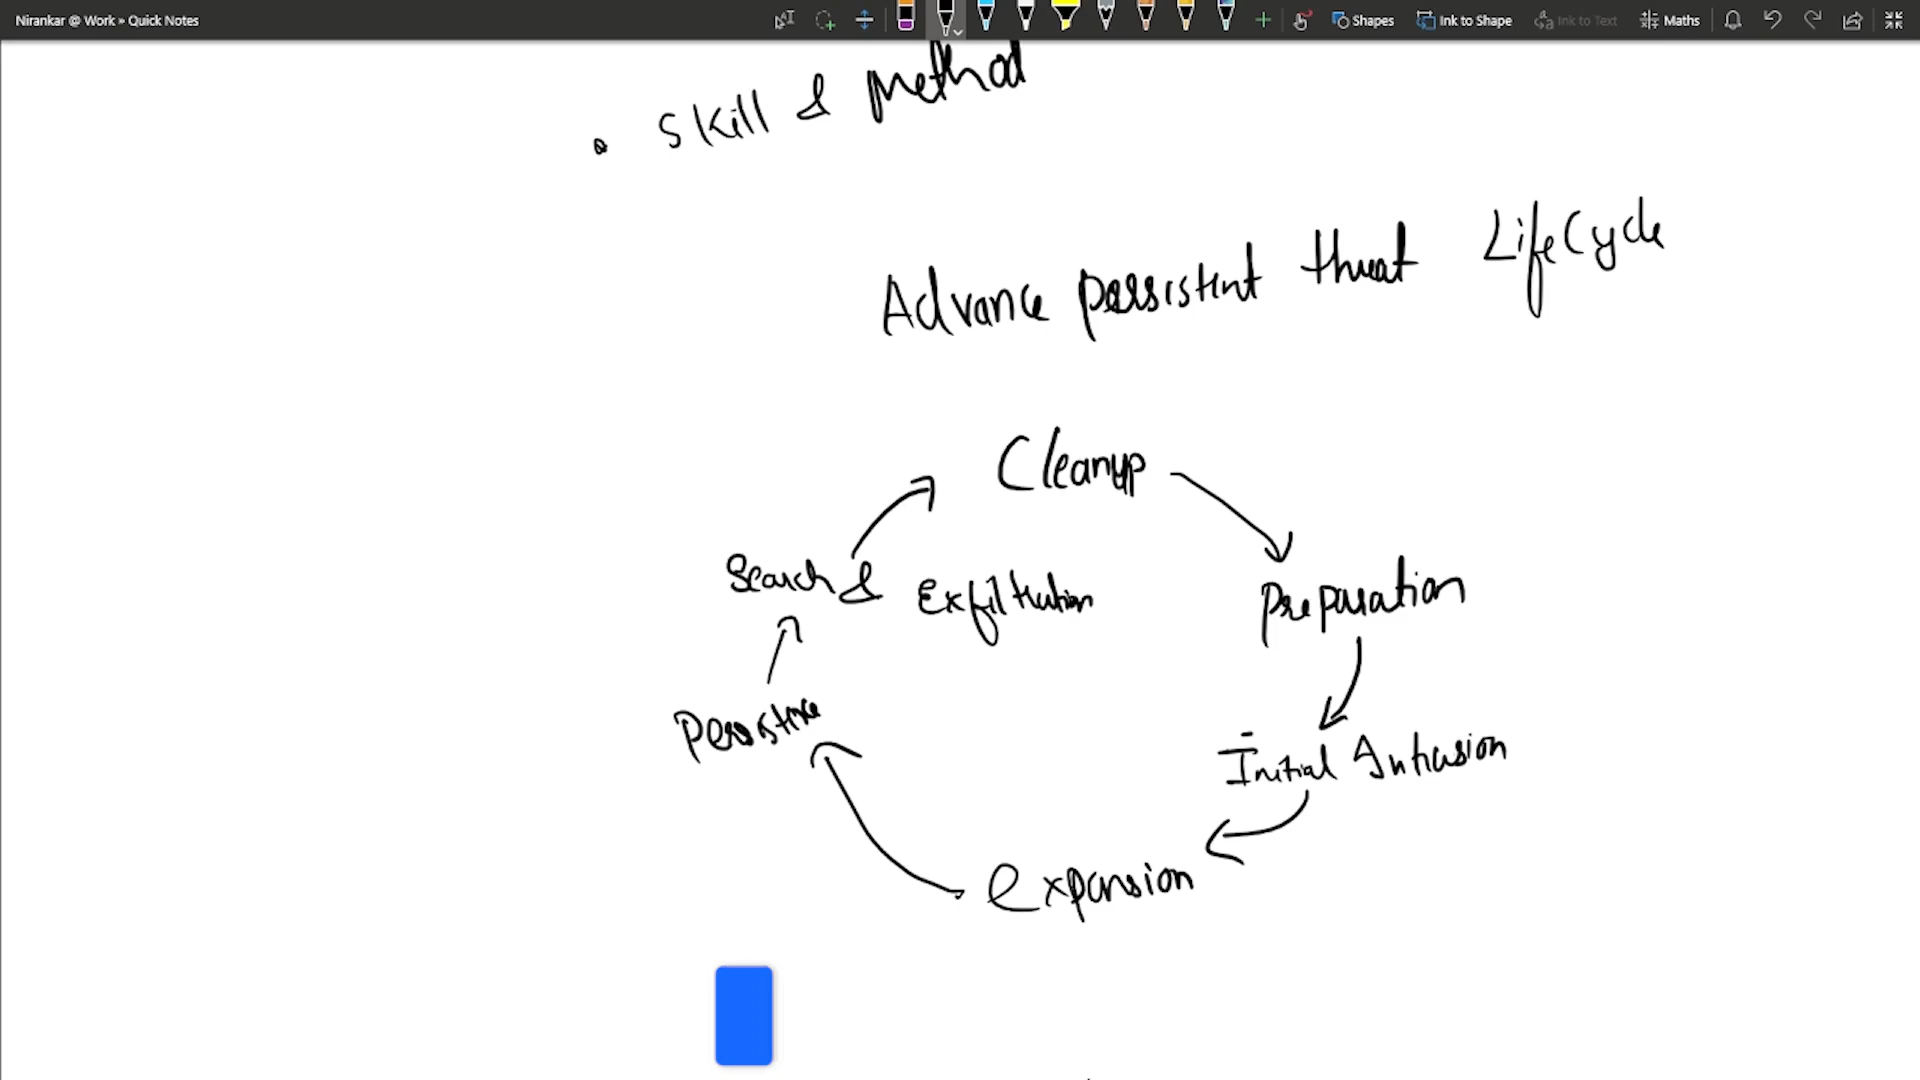 Nirankar @ Work » Quick Notes
Shapes
Ink to Shape
Ink to Text
Maths
Skill & Method
Advance persistent threat LifeCycle
Cleanup
Search & Exfiltration
Preparation
Persistence
Initial Intrusion
Expansion